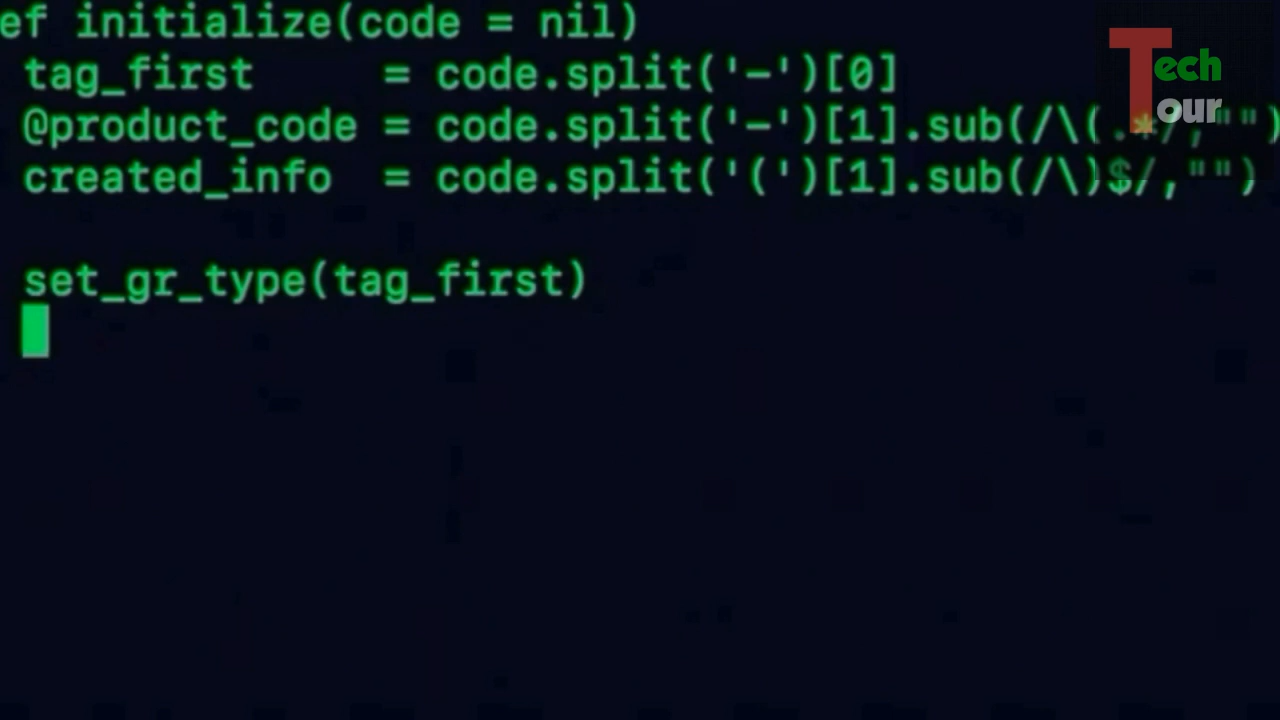 ef initialize(code = nil)
tag_first = code.split('-')[0]
@product_code = code.split('-')[1].sub(/\(.*/,"")
created_info = code.split('(')[1].sub(/\)$/,"")
set_gr_type(tag_first)
Tech
Tour